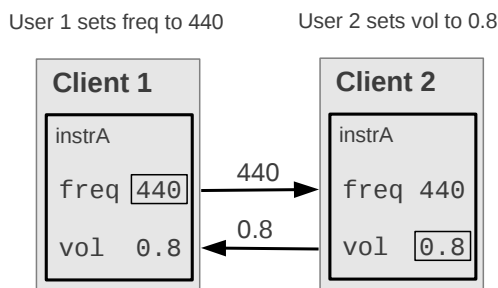 User 1 sets freq to 440
User 2 sets vol to 0.8
Client 1
Client 2
instrA
instrA
freq 440
440
freq 440
0.8
vol 0.8
vol 0.8